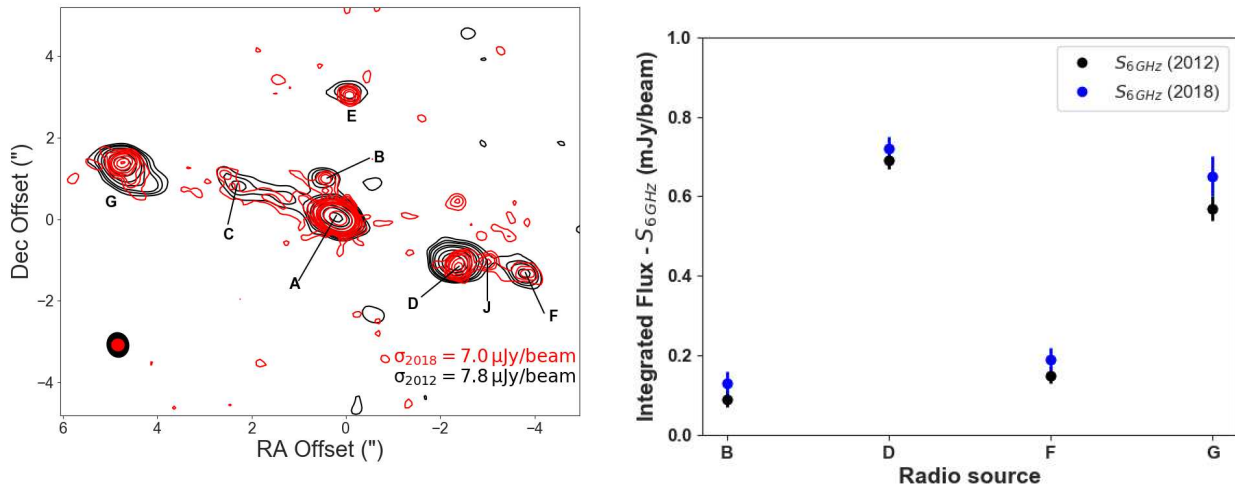 4
2
0
−2
−4
Dec Offset (")
E
B
G
C
A
D
J
F
σ2018 = 7.0 μJy/beam
σ2012 = 7.8 μJy/beam
6
4
2
0
−2
−4
RA Offset (")
1.0
0.8
0.6
0.4
0.2
0.0
Integrated Flux - S6GHz (mJy/beam)
S6GHz (2012)
S6GHz (2018)
B
D
F
G
Radio source